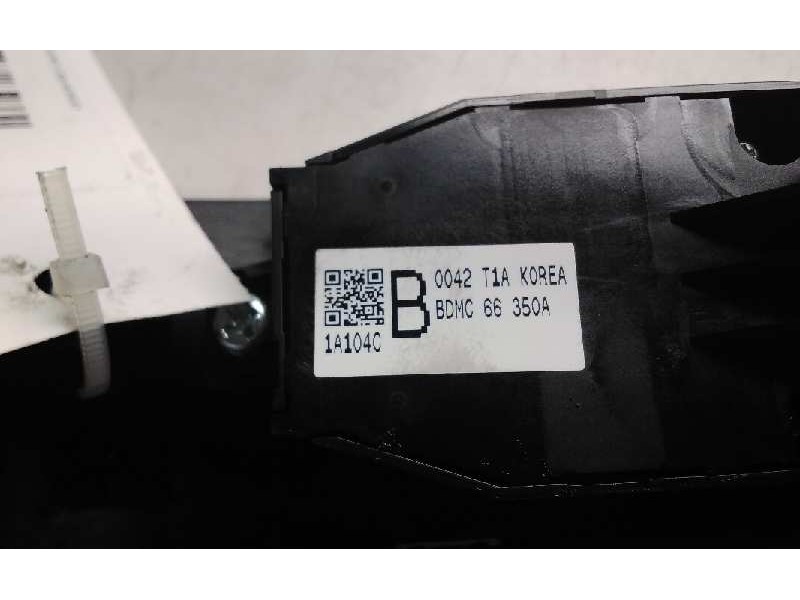 B
0042 T1A KOREA
BDMC 66 350A
1A104C